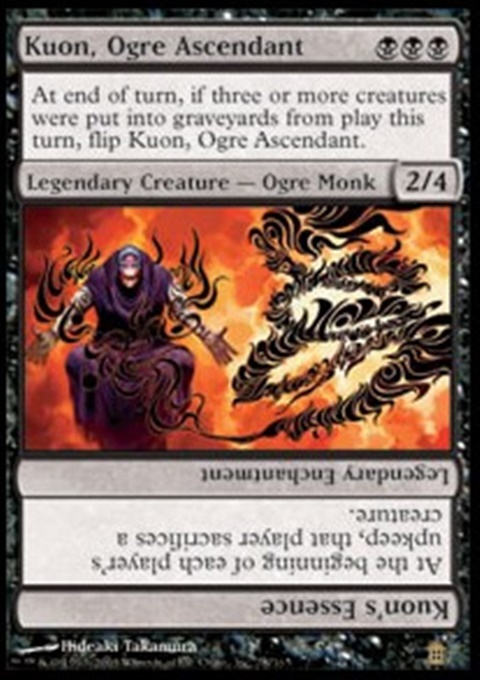 Kuon, Ogre Ascendant
At end of turn, if three or more creatures
were put into graveyards from play this
turn, flip Kuon, Ogre Ascendant.
Legendary Creature — Ogre Monk 2/4
Kuon's Essence
At the beginning of each player's
upkeep, that player sacrifices a
creature.
Legendary Enchantment
Hideaki Takamura